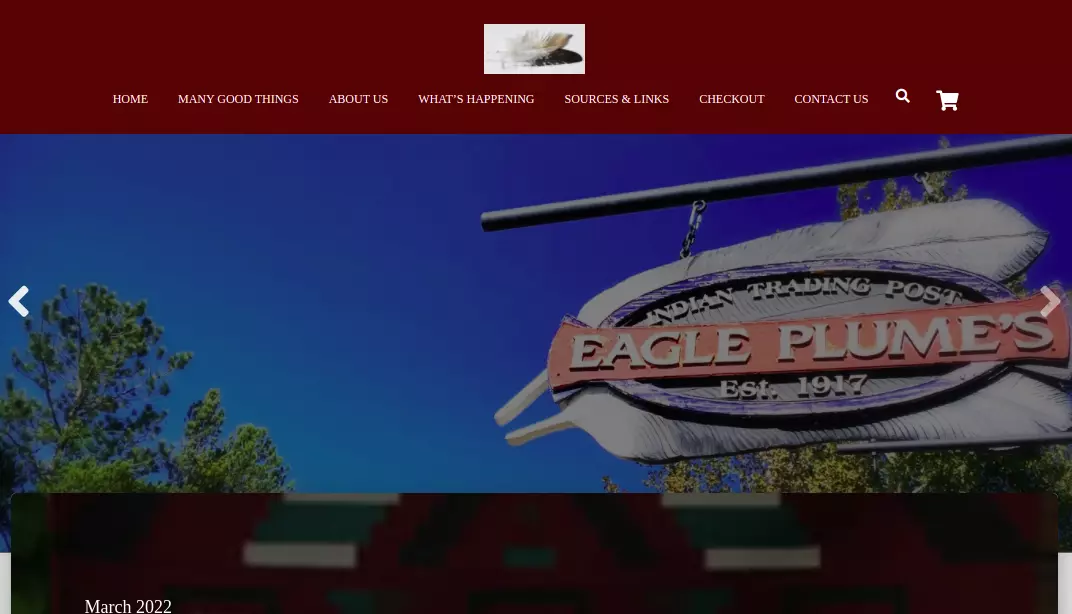 HOME MANY GOOD THINGS ABOUT US WHAT'S HAPPENING SOURCES & LINKS CHECKOUT CONTACT US
INDIAN TRADING POST
EAGLE PLUME'S
Est. 1917
March 2022